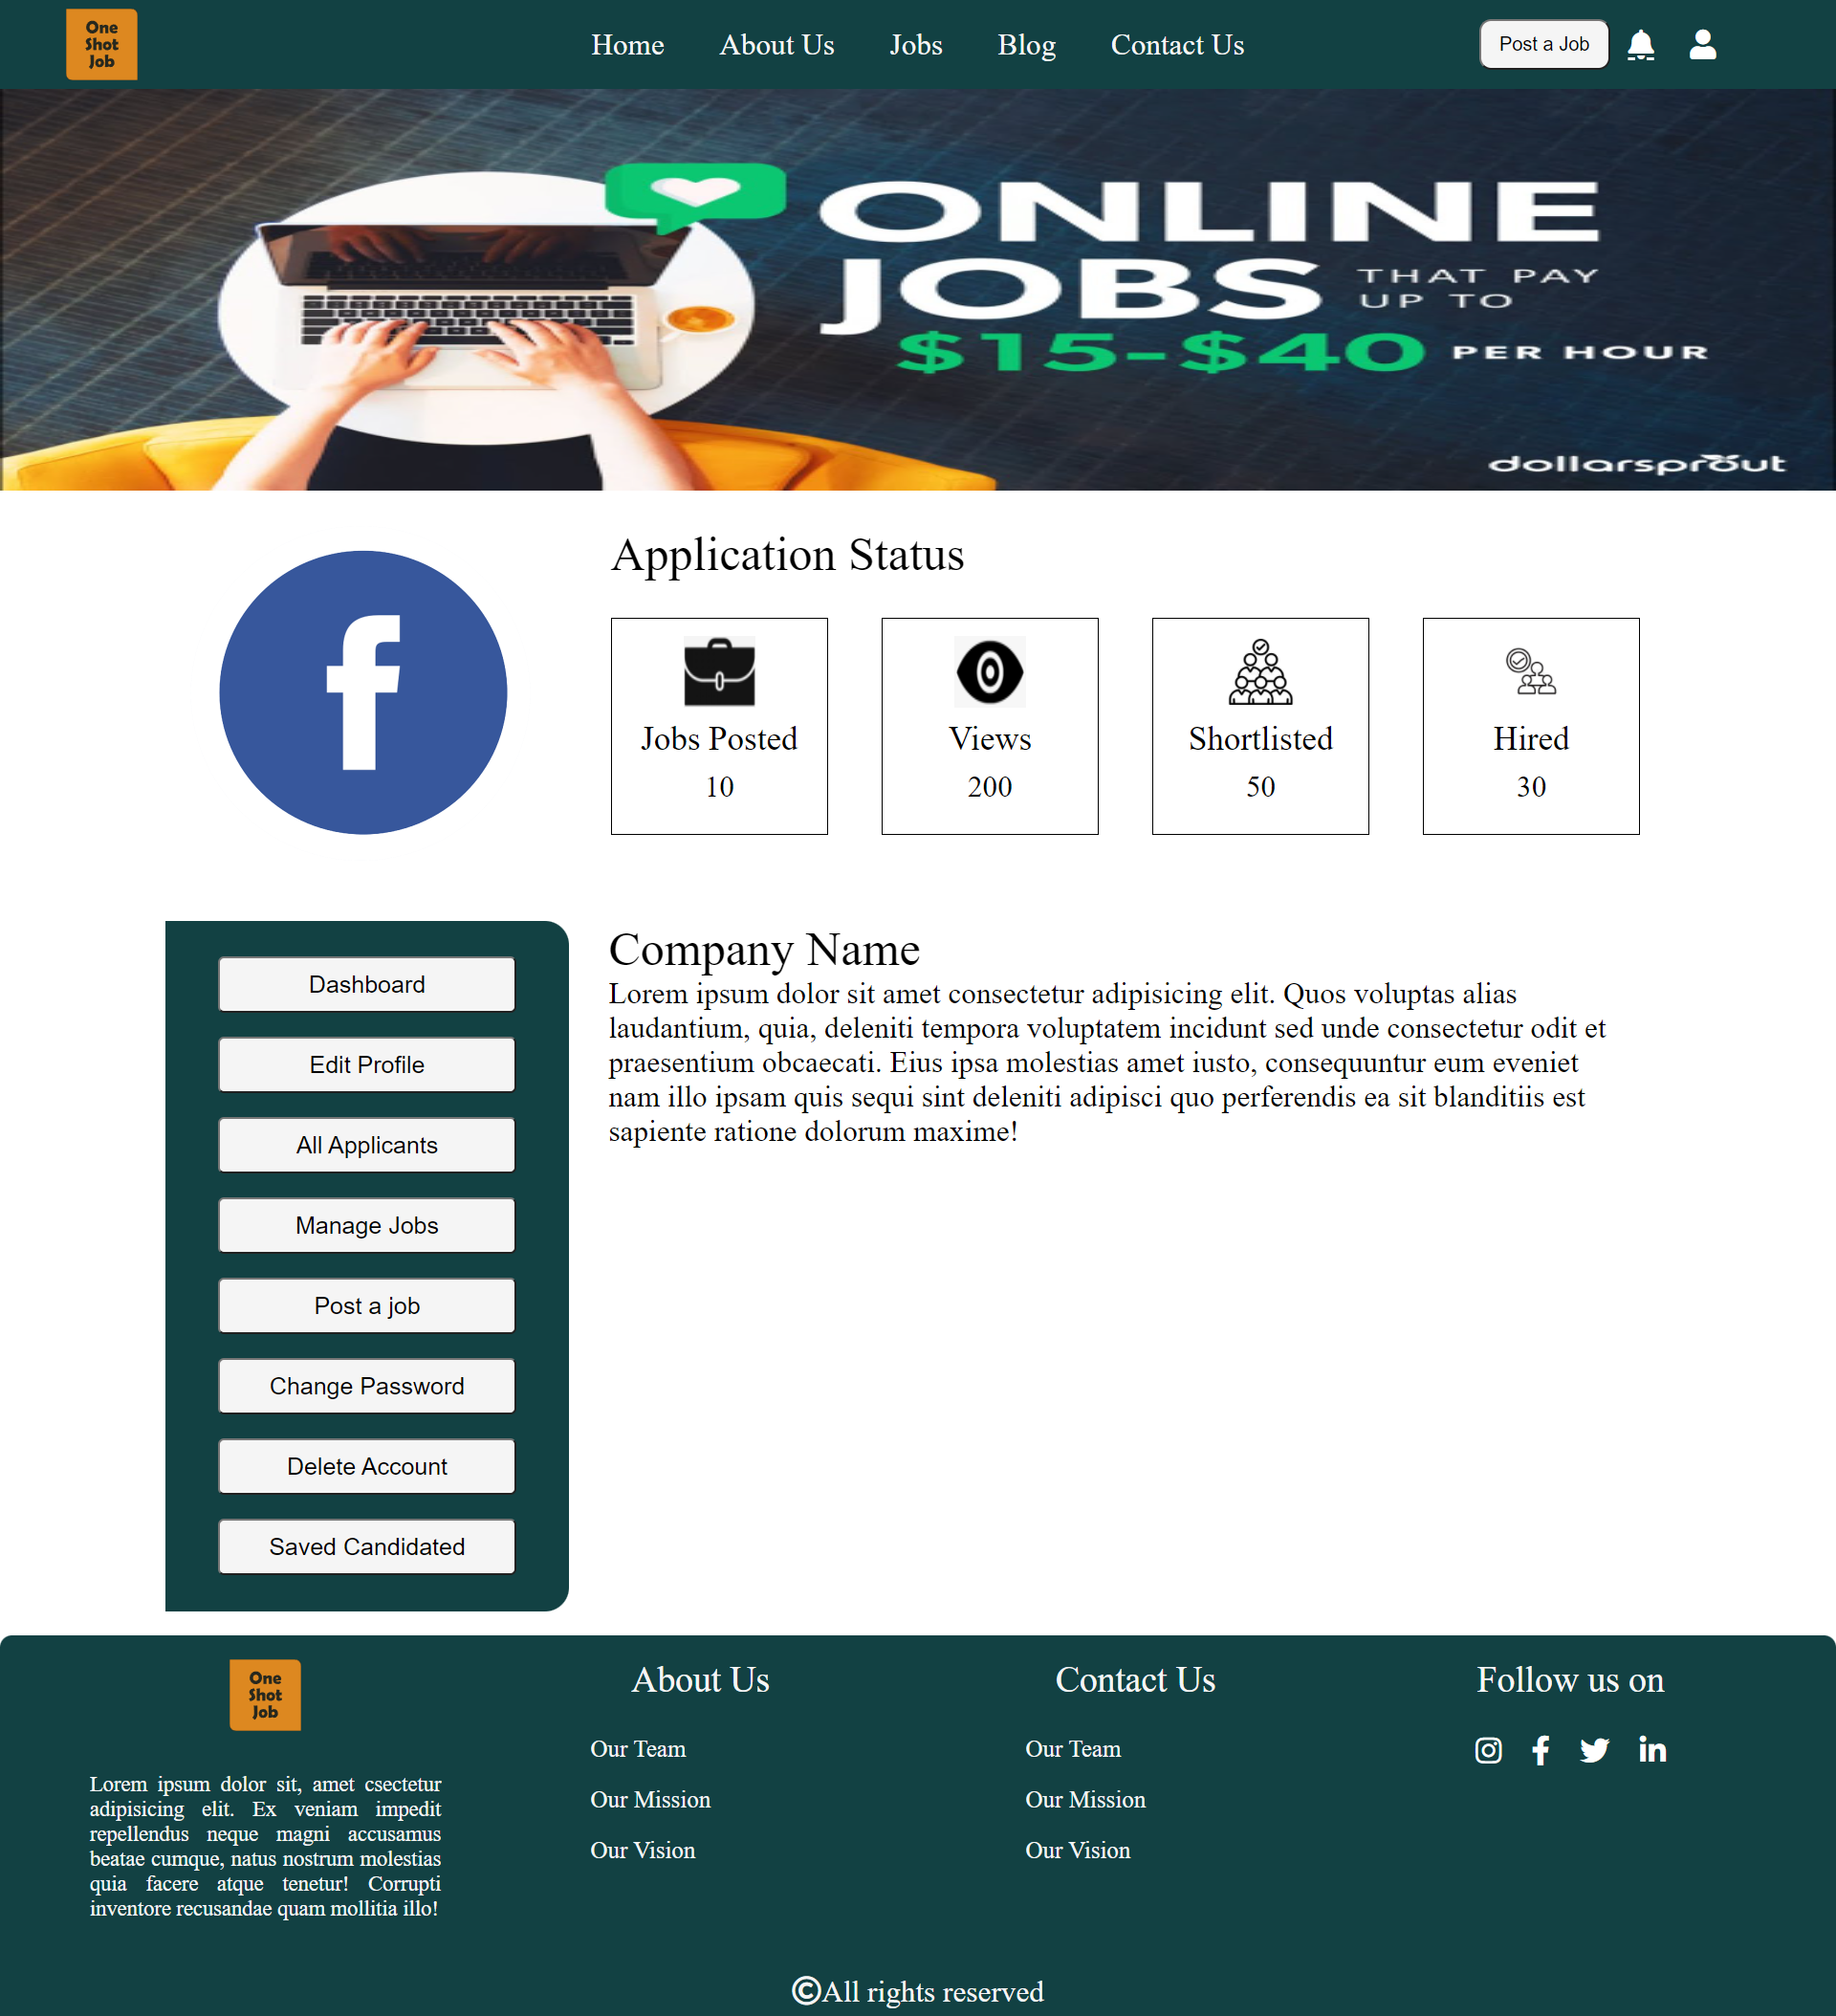 One
Shot
Job
Home About Us Jobs Blog Contact Us
Post a Job
ONLINE
JOBS THAT PAY
UP TO
$15-$40 PER HOUR
dollarsprout
Application Status
Jobs Posted
10
Views
200
Shortlisted
50
Hired
30
Dashboard
Edit Profile
All Applicants
Manage Jobs
Post a job
Change Password
Delete Account
Saved Candidated
Company Name
Lorem ipsum dolor sit amet consectetur adipisicing elit. Quos voluptas alias
laudantium, quia, deleniti tempora voluptatem incidunt sed unde consectetur odit et
praesentium obcaecati. Eius ipsa molestias amet iusto, consequuntur eum eveniet
nam illo ipsam quis sequi sint deleniti adipisci quo perferendis ea sit blanditiis est
sapiente ratione dolorum maxime!
One
Shot
Job
Lorem ipsum dolor sit, amet csectetur
adipisicing elit. Ex veniam impedit
repellendus neque magni accusamus
beatae cumque, natus nostrum molestias
quia facere atque tenetur! Corrupti
inventore recusandae quam mollitia illo!
About Us
Our Team
Our Mission
Our Vision
Contact Us
Our Team
Our Mission
Our Vision
Follow us on
©All rights reserved